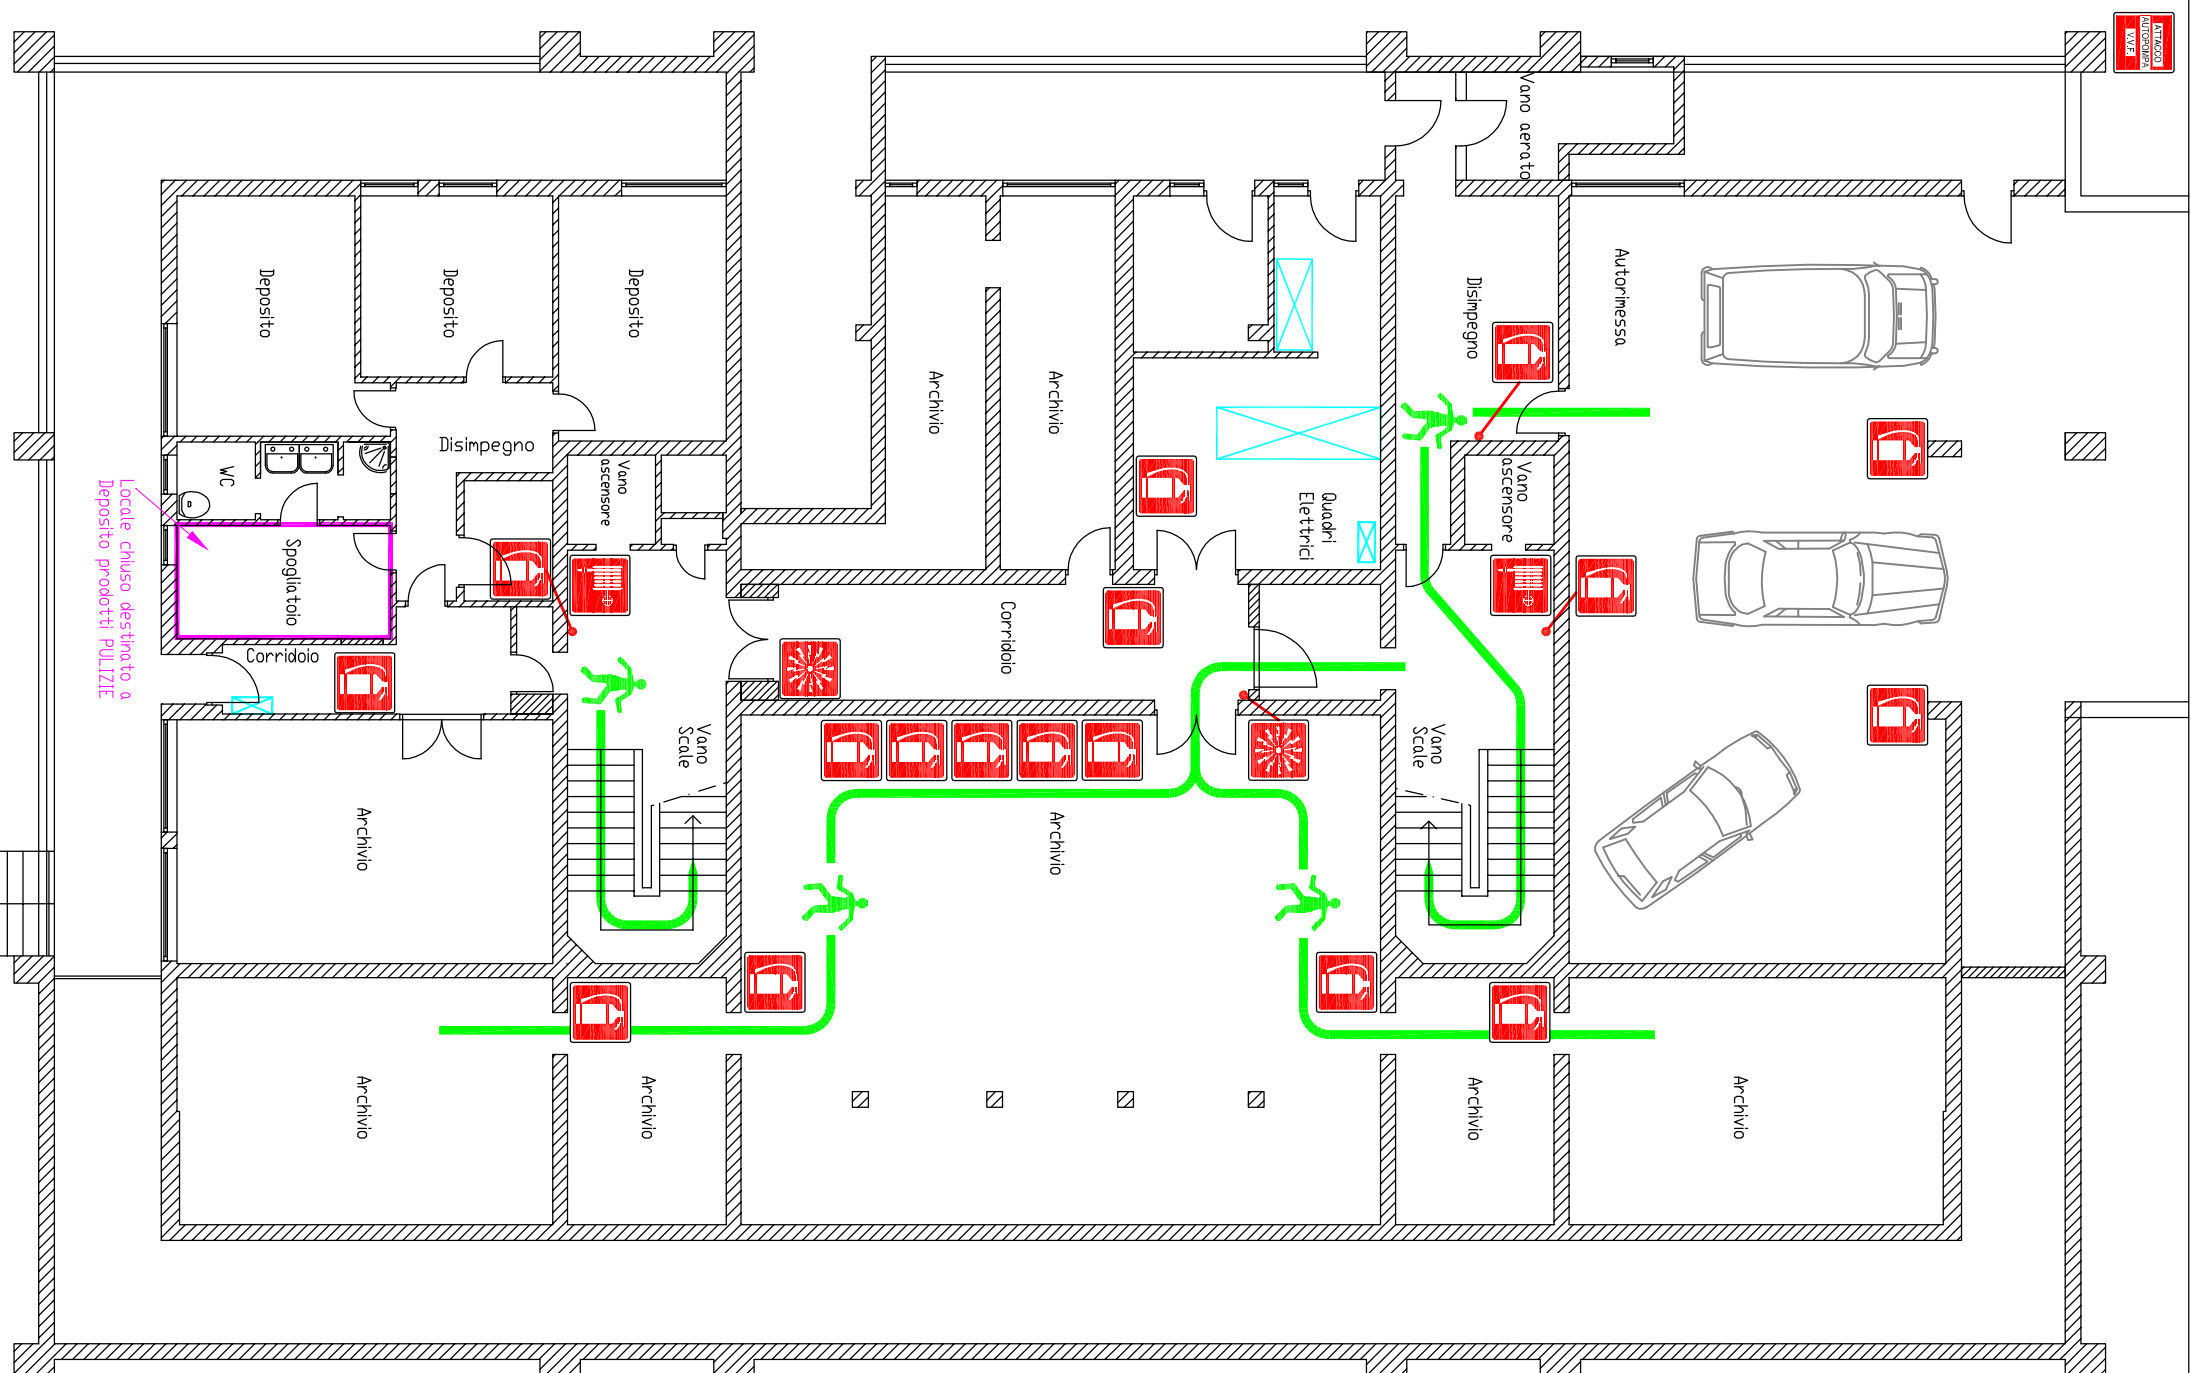 ATTACCO
AUTOPOMPA
V.V.F.
Vano aerato
Autorimessa
Disimpegno
Vano
ascensore
Quadri
Elettrici
Archivio
Archivio
Corridoio
Deposito
Deposito
Deposito
Disimpegno
Vano
ascensore
WC
Spogliatoio
Corridoio
Locale chiuso destinato a
Deposito prodotti PULIZIE
Vano
Scale
Vano
Scale
Archivio
Archivio
Archivio
Archivio
Archivio
Archivio